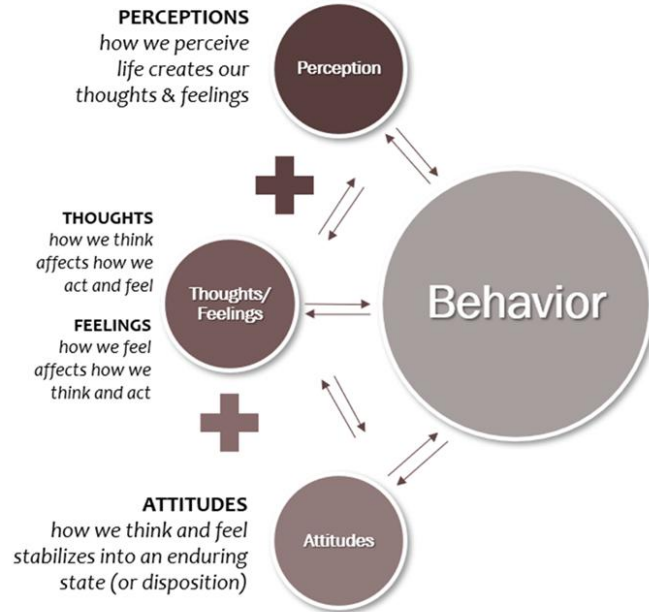 PERCEPTIONS
how we perceive
life creates our
thoughts & feelings
Perception
THOUGHTS
how we think
affects how we
act and feel
FEELINGS
how we feel
affects how we
think and act
Thoughts/
Feelings
Behavior
ATTITUDES
how we think and feel
stabilizes into an enduring
state (or disposition)
Attitudes